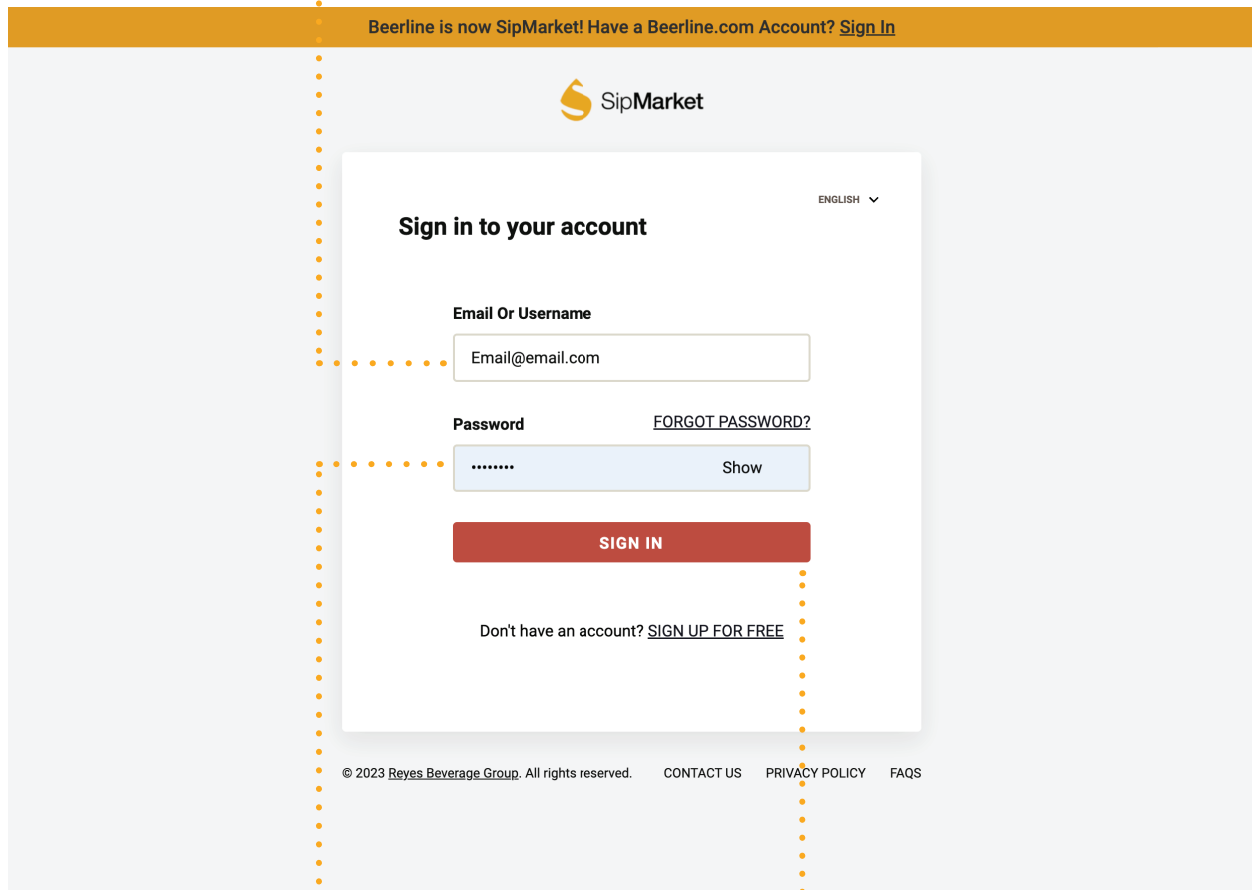 Beerline is now SipMarket! Have a Beerline.com Account? Sign In
SipMarket
ENGLISH
Sign in to your account
Email Or Username
Email@email.com
Password FORGOT PASSWORD?
•••••••• Show
SIGN IN
Don't have an account? SIGN UP FOR FREE
© 2023 Reyes Beverage Group. All rights reserved. CONTACT US PRIVACY POLICY FAQS